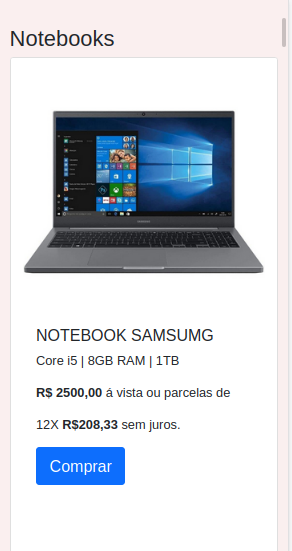 Notebooks
NOTEBOOK SAMSUMG
Core i5 | 8GB RAM | 1TB
R$ 2500,00 á vista ou parcelas de
12X R$208,33 sem juros.
Comprar